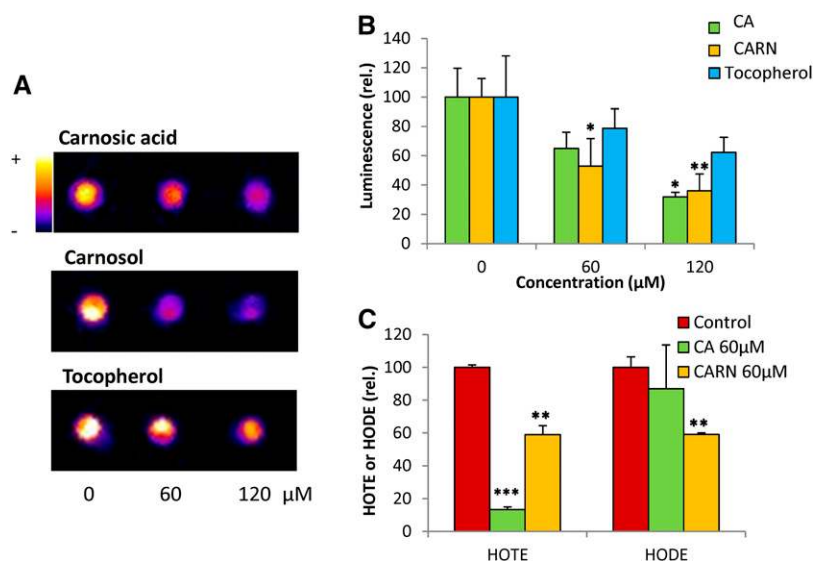 A
Carnosic acid
+
-
Carnosol
Tocopherol
0 60 120 µM
B
CA
CARN
Tocopherol
Luminescence (rel.)
140
120
100
80
60
40
20
0
*
*
**
0 60 120
Concentration (µM)
C
Control
CA 60µM
CARN 60µM
HOTE or HODE (rel.)
120
100
80
60
40
20
0
***
**
**
HOTE HODE